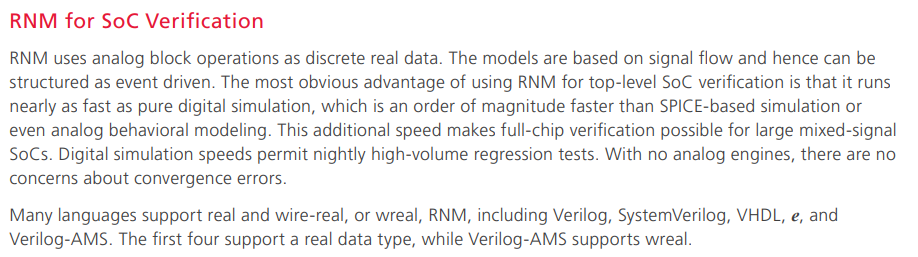 RNM for SoC Verification
RNM uses analog block operations as discrete real data. The models are based on signal flow and hence can be
structured as event driven. The most obvious advantage of using RNM for top-level SoC verification is that it runs
nearly as fast as pure digital simulation, which is an order of magnitude faster than SPICE-based simulation or
even analog behavioral modeling. This additional speed makes full-chip verification possible for large mixed-signal
SoCs. Digital simulation speeds permit nightly high-volume regression tests. With no analog engines, there are no
concerns about convergence errors.
Many languages support real and wire-real, or wreal, RNM, including Verilog, SystemVerilog, VHDL, e, and
Verilog-AMS. The first four support a real data type, while Verilog-AMS supports wreal.